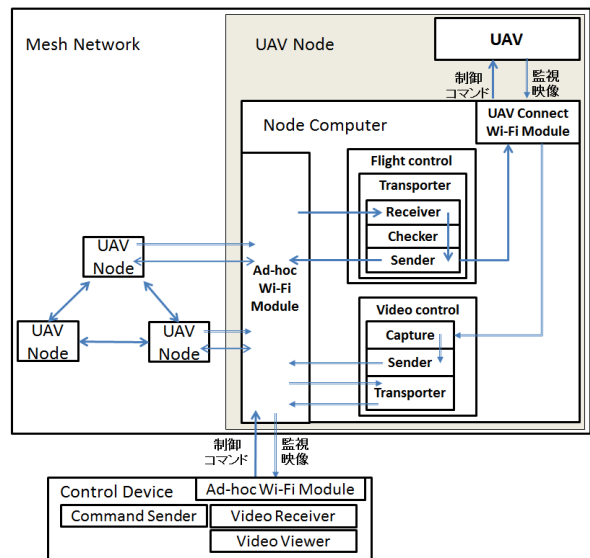 Mesh Network
UAV Node
UAV
制御
コマンド
監視
映像
Node Computer
UAV Connect
Wi-Fi Module
Flight control
Transporter
Receiver
Checker
Sender
Ad-hoc
Wi-Fi
Module
UAV
Node
UAV
Node
UAV
Node
Video control
Capture
Sender
Transporter
制御
コマンド
監視
映像
Control Device
Ad-hoc Wi-Fi Module
Command Sender
Video Receiver
Video Viewer